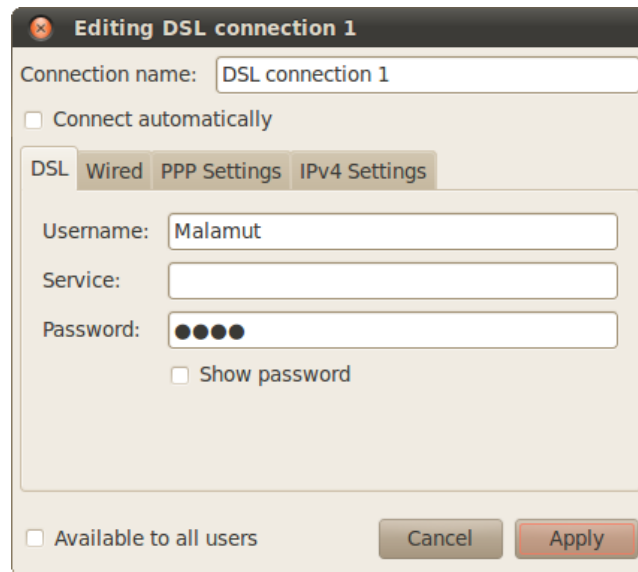 Editing DSL connection 1
Connection name: DSL connection 1
Connect automatically
DSL Wired PPP Settings IPv4 Settings
Username: Malamut
Service:
Password: ●●●●
Show password
Available to all users Cancel Apply